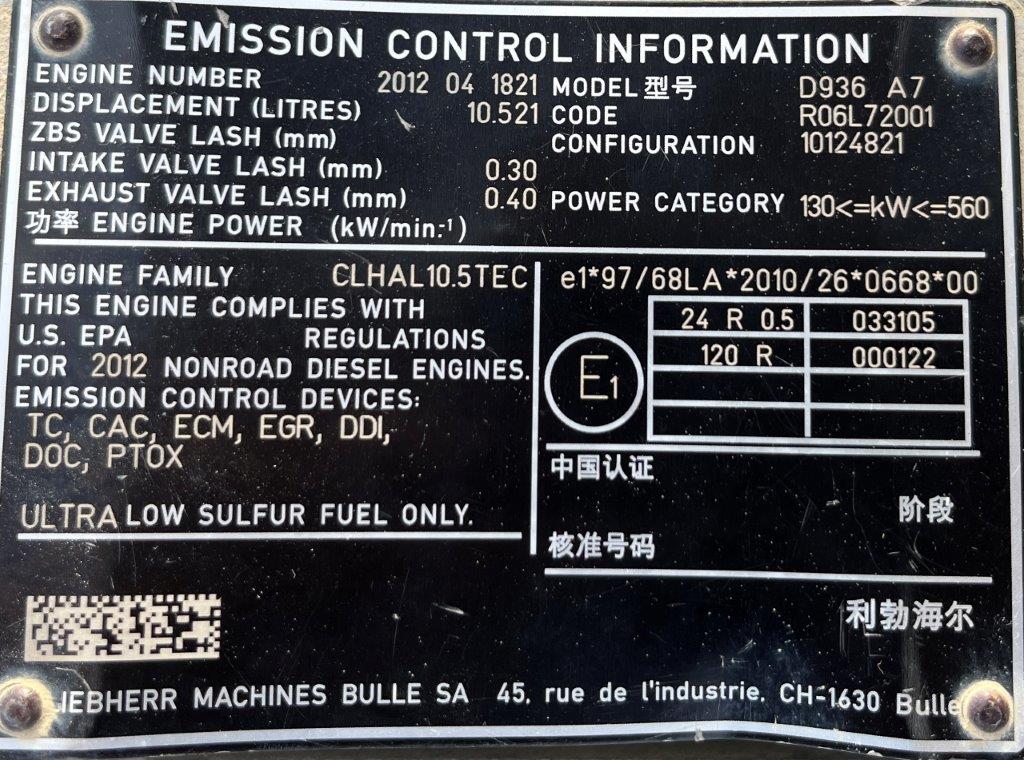 EMISSION CONTROL INFORMATION
ENGINE NUMBER 2012 04 1821 MODEL 型号 D936 A7
DISPLACEMENT (LITRES) 10.521 CODE R06L72001
ZBS VALVE LASH (mm) CONFIGURATION 10124821
INTAKE VALVE LASH (mm) 0.30
EXHAUST VALVE LASH (mm) 0.40 POWER CATEGORY 130<=kW<=560
功率 ENGINE POWER (kW/min.-¹)
ENGINE FAMILY CLHAL10.5TEC
THIS ENGINE COMPLIES WITH
U.S. EPA REGULATIONS
FOR 2012 NONROAD DIESEL ENGINES.
EMISSION CONTROL DEVICES:
TC, CAC, ECM, EGR, DDI,
DOC, PTOX
ULTRA LOW SULFUR FUEL ONLY.
e1*97/68LA*2010/26*0668*00
24 R 0.5 033105
120 R 000122
E1
中国认证
阶段
核准号码
利勃海尔
LIEBHERR MACHINES BULLE SA 45, rue de l'industrie, CH-1630 Bulle